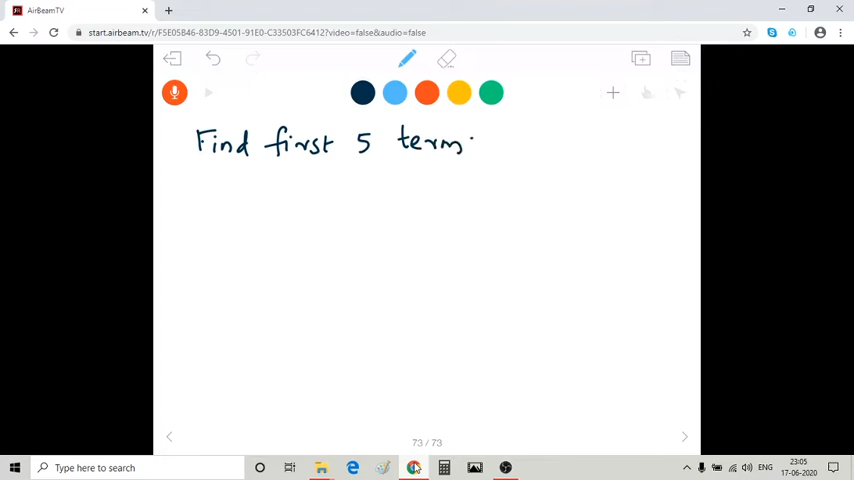 AirBeamTV
start.airbeam.tv/r/F5E05B46-83D9-4501-91E0-C33503FC6412?video=false&audio=false
Find first 5 term
73 / 73
Type here to search
ENG
23:05
17-06-2020